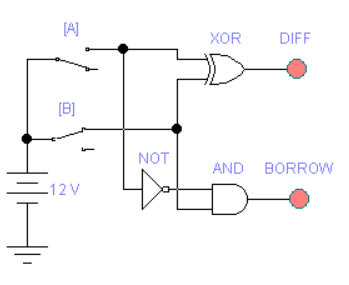 [A]
XOR DIFF
[B]
NOT
AND BORROW
12 V